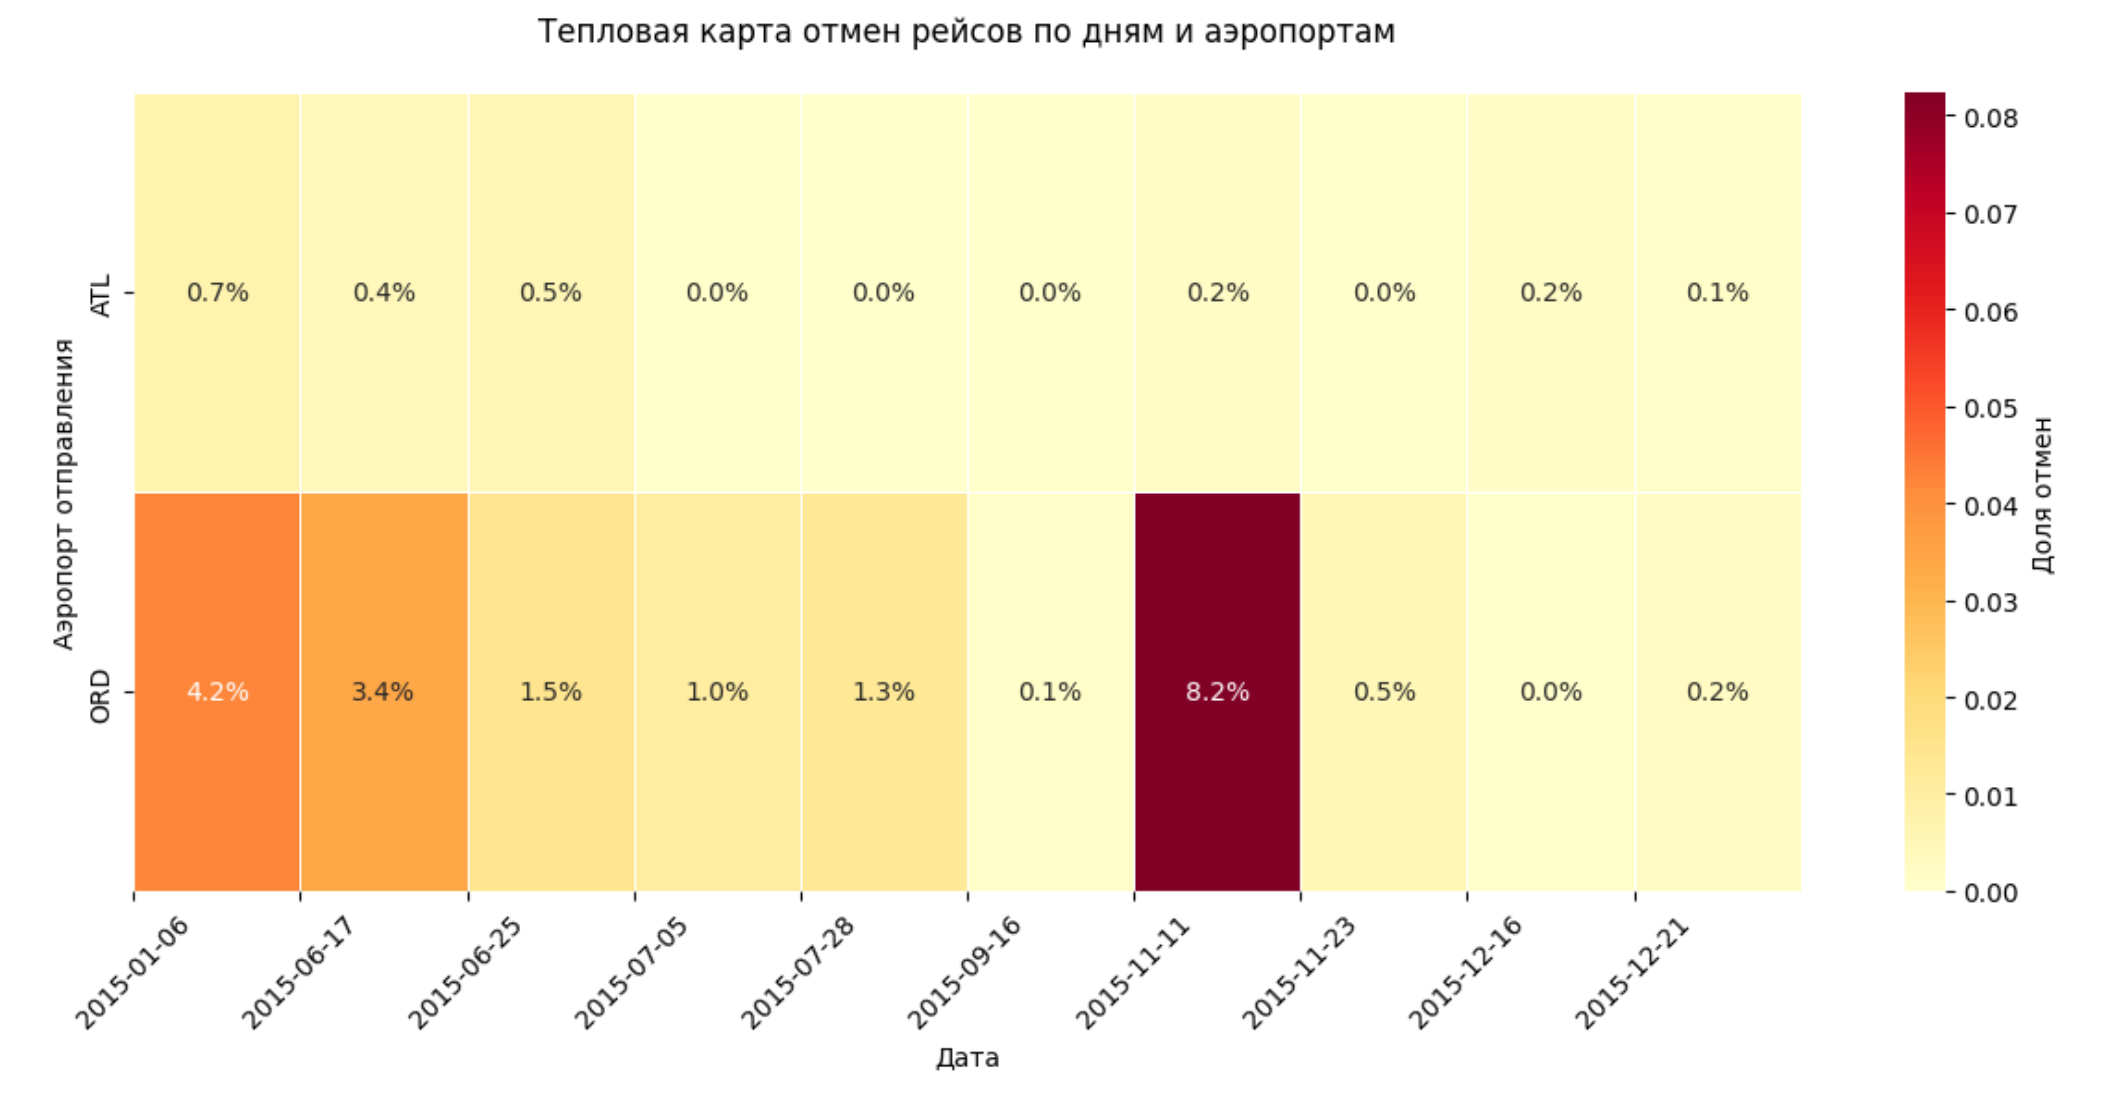 Тепловая карта отмен рейсов по дням и аэропортам
Аэропорт отправления
ATL
0.7% 0.4% 0.5% 0.0% 0.0% 0.0% 0.2% 0.0% 0.2% 0.1%
ORD
4.2% 3.4% 1.5% 1.0% 1.3% 0.1% 8.2% 0.5% 0.0% 0.2%
2015-01-06 2015-06-17 2015-06-25 2015-07-05 2015-07-28 2015-09-16 2015-11-11 2015-11-23 2015-12-16 2015-12-21
Дата
0.08
0.07
0.06
0.05
0.04
0.03
0.02
0.01
0.00
Доля отмен